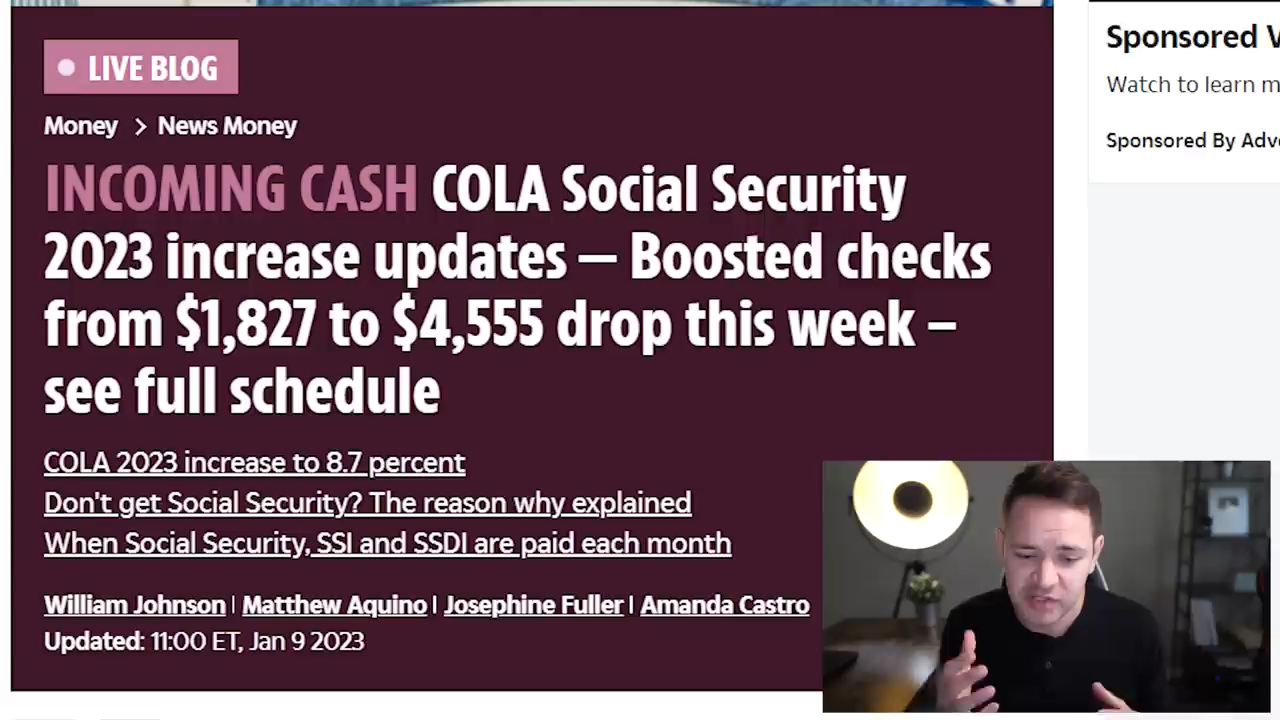 LIVE BLOG
Money > News Money
INCOMING CASH COLA Social Security
2023 increase updates — Boosted checks
from $1,827 to $4,555 drop this week –
see full schedule
COLA 2023 increase to 8.7 percent
Don't get Social Security? The reason why explained
When Social Security, SSI and SSDI are paid each month
William Johnson | Matthew Aquino | Josephine Fuller | Amanda Castro
Updated: 11:00 ET, Jan 9 2023
Sponsored
Watch to learn
Sponsored By